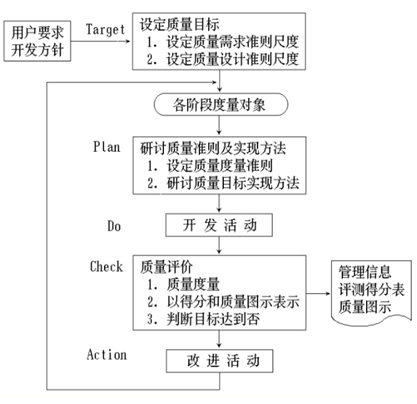 用户要求
开发方针
Target
设定质量目标
1. 设定质量需求准则尺度
2. 设定质量设计准则尺度
各阶段度量对象
Plan
研讨质量准则及实现方法
1. 设定质量度量准则
2. 研讨质量目标实现方法
Do
开 发 活 动
Check
质量评价
1. 质量度量
2. 以得分和质量图示表示
3. 判断目标达到否
管理信息
评测得分表
质量图示
Action
改 进 活 动